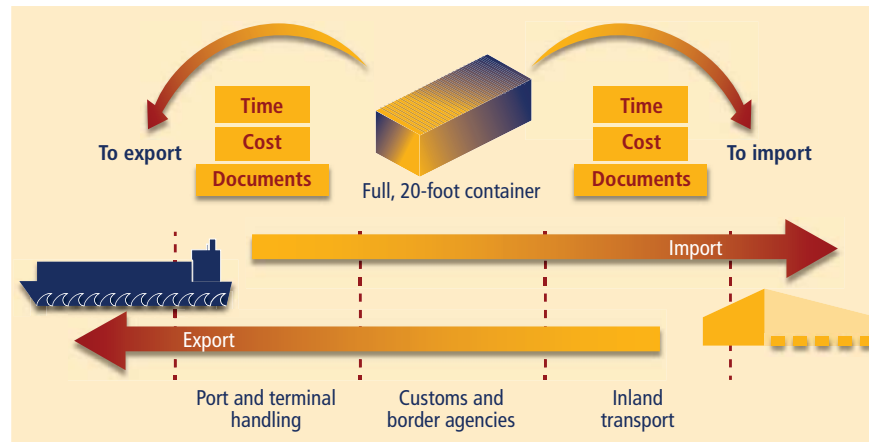 Time
Cost
Documents
To export
Full, 20-foot container
Time
Cost
Documents
To import
Import
Export
Port and terminal
handling
Customs and
border agencies
Inland
transport